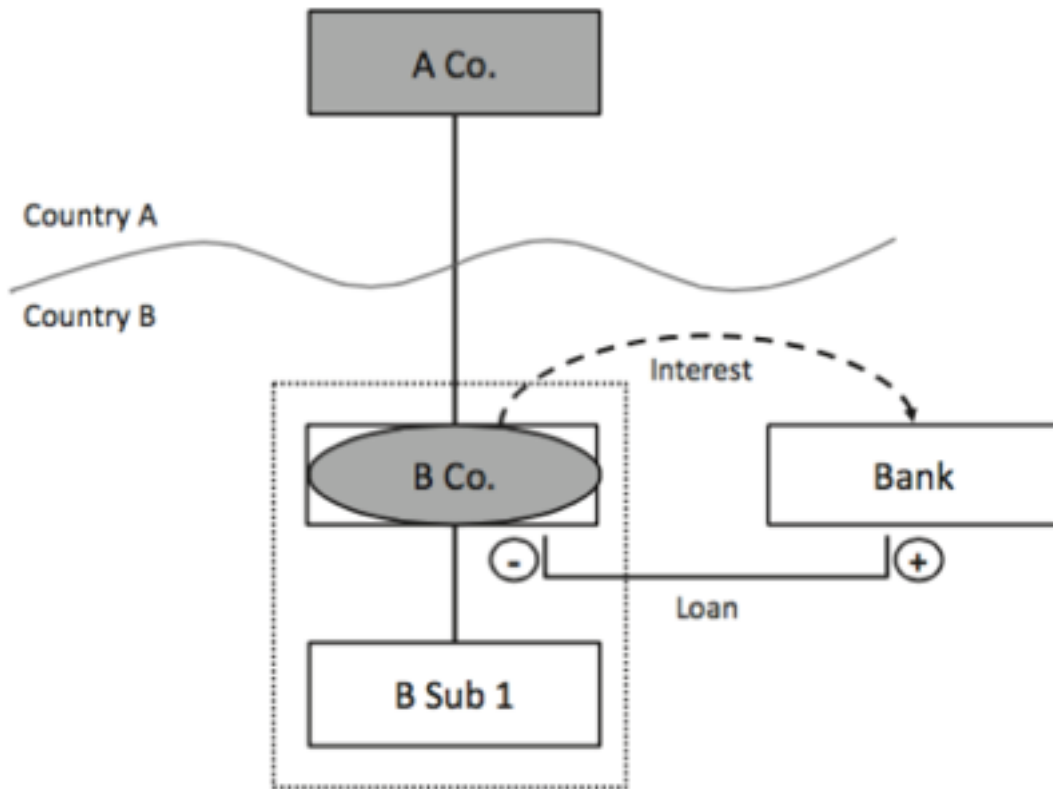 A Co.
Country A
Country B
Interest
B Co.
Bank
-
+
Loan
B Sub 1